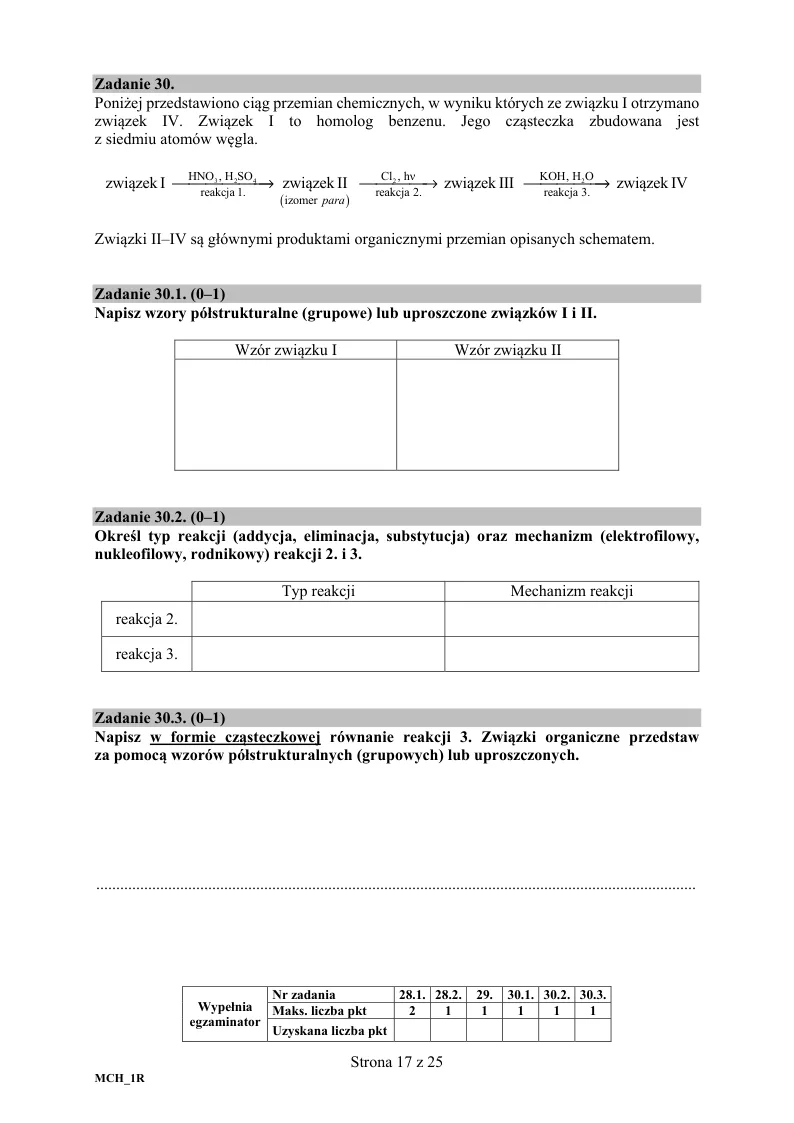 Zadanie 30.
Poniżej przedstawiono ciąg przemian chemicznych, w wyniku których ze związku I otrzymano
związek IV. Związek I to homolog benzenu. Jego cząsteczka zbudowana jest
z siedmiu atomów węgla.
związek I HNO3, H2SO4 reakcja 1. → związek II (izomer para) Cl2, hν reakcja 2. → związek III KOH, H2O reakcja 3. → związek IV
Związki II–IV są głównymi produktami organicznymi przemian opisanych schematem.
Zadanie 30.1. (0–1)
Napisz wzory półstrukturalne (grupowe) lub uproszczone związków I i II.
Wzór związku I Wzór związku II
Zadanie 30.2. (0–1)
Określ typ reakcji (addycja, eliminacja, substytucja) oraz mechanizm (elektrofilowy,
nukleofilowy, rodnikowy) reakcji 2. i 3.
Typ reakcji Mechanizm reakcji
reakcja 2.
reakcja 3.
Zadanie 30.3. (0–1)
Napisz w formie cząsteczkowej równanie reakcji 3. Związki organiczne przedstaw
za pomocą wzorów półstrukturalnych (grupowych) lub uproszczonych.
Wypełnia egzaminator
Nr zadania 28.1. 28.2. 29. 30.1. 30.2. 30.3.
Maks. liczba pkt 2 1 1 1 1 1
Uzyskana liczba pkt
Strona 17 z 25
MCH_1R